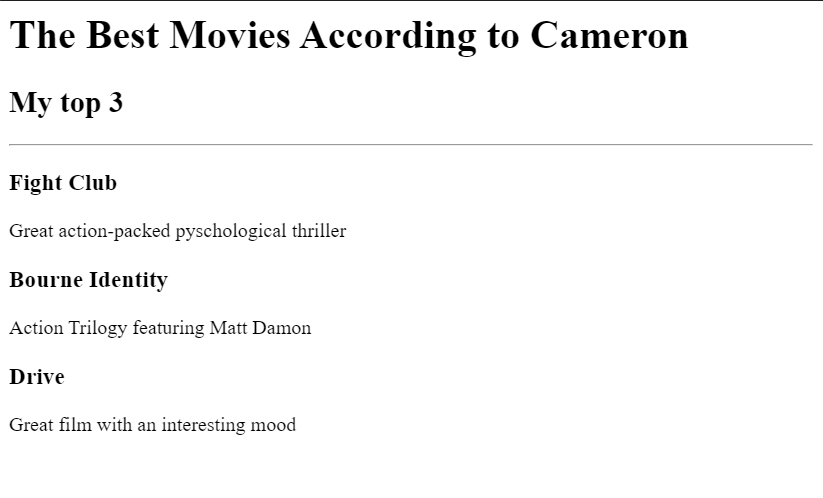 The Best Movies According to Cameron
My top 3
Fight Club
Great action-packed pyschological thriller
Bourne Identity
Action Trilogy featuring Matt Damon
Drive
Great film with an interesting mood